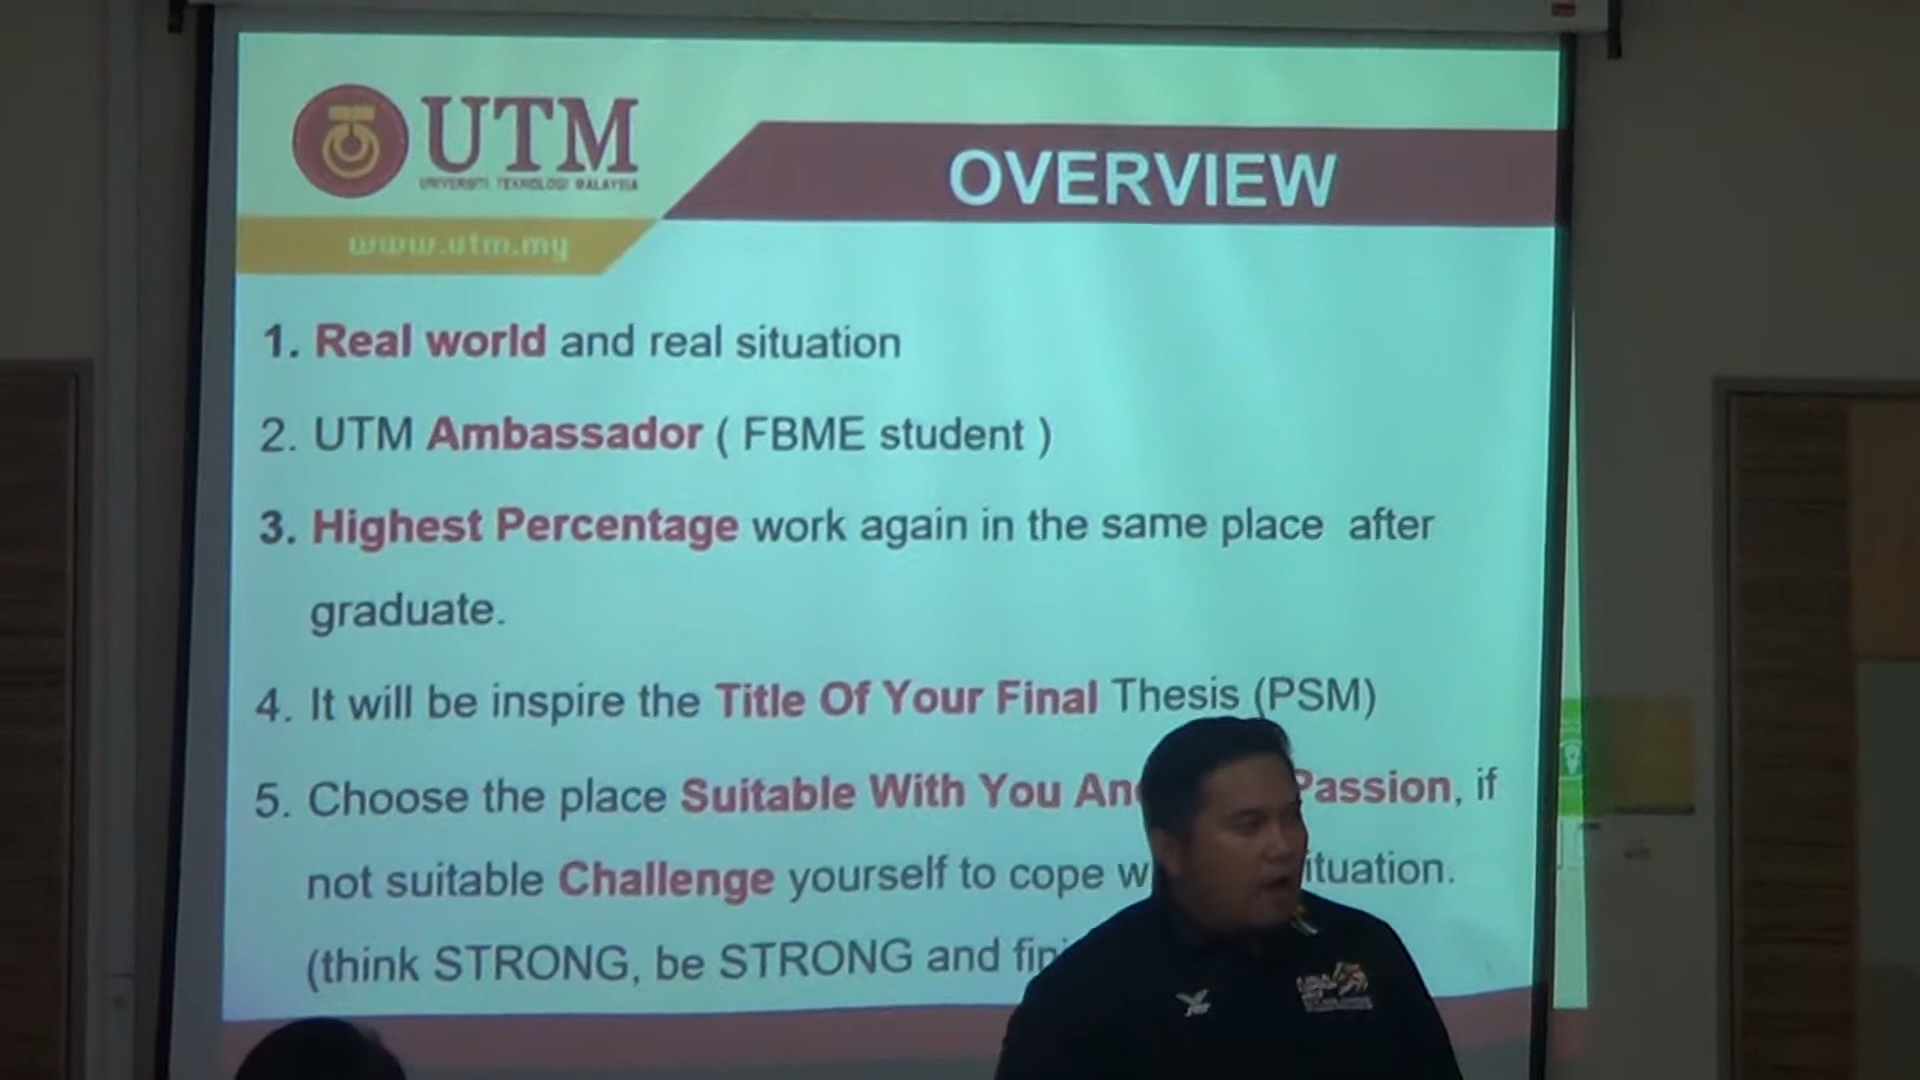 UTM
UNIVERSITI TEKNOLOGI MALAYSIA
OVERVIEW
www.utm.my
1. Real world and real situation
2. UTM Ambassador ( FBME student )
3. Highest Percentage work again in the same place after
graduate.
4. It will be inspire the Title Of Your Final Thesis (PSM)
5. Choose the place Suitable With You Passion, if
not suitable Challenge yourself to cope
(think STRONG, be STRONG and